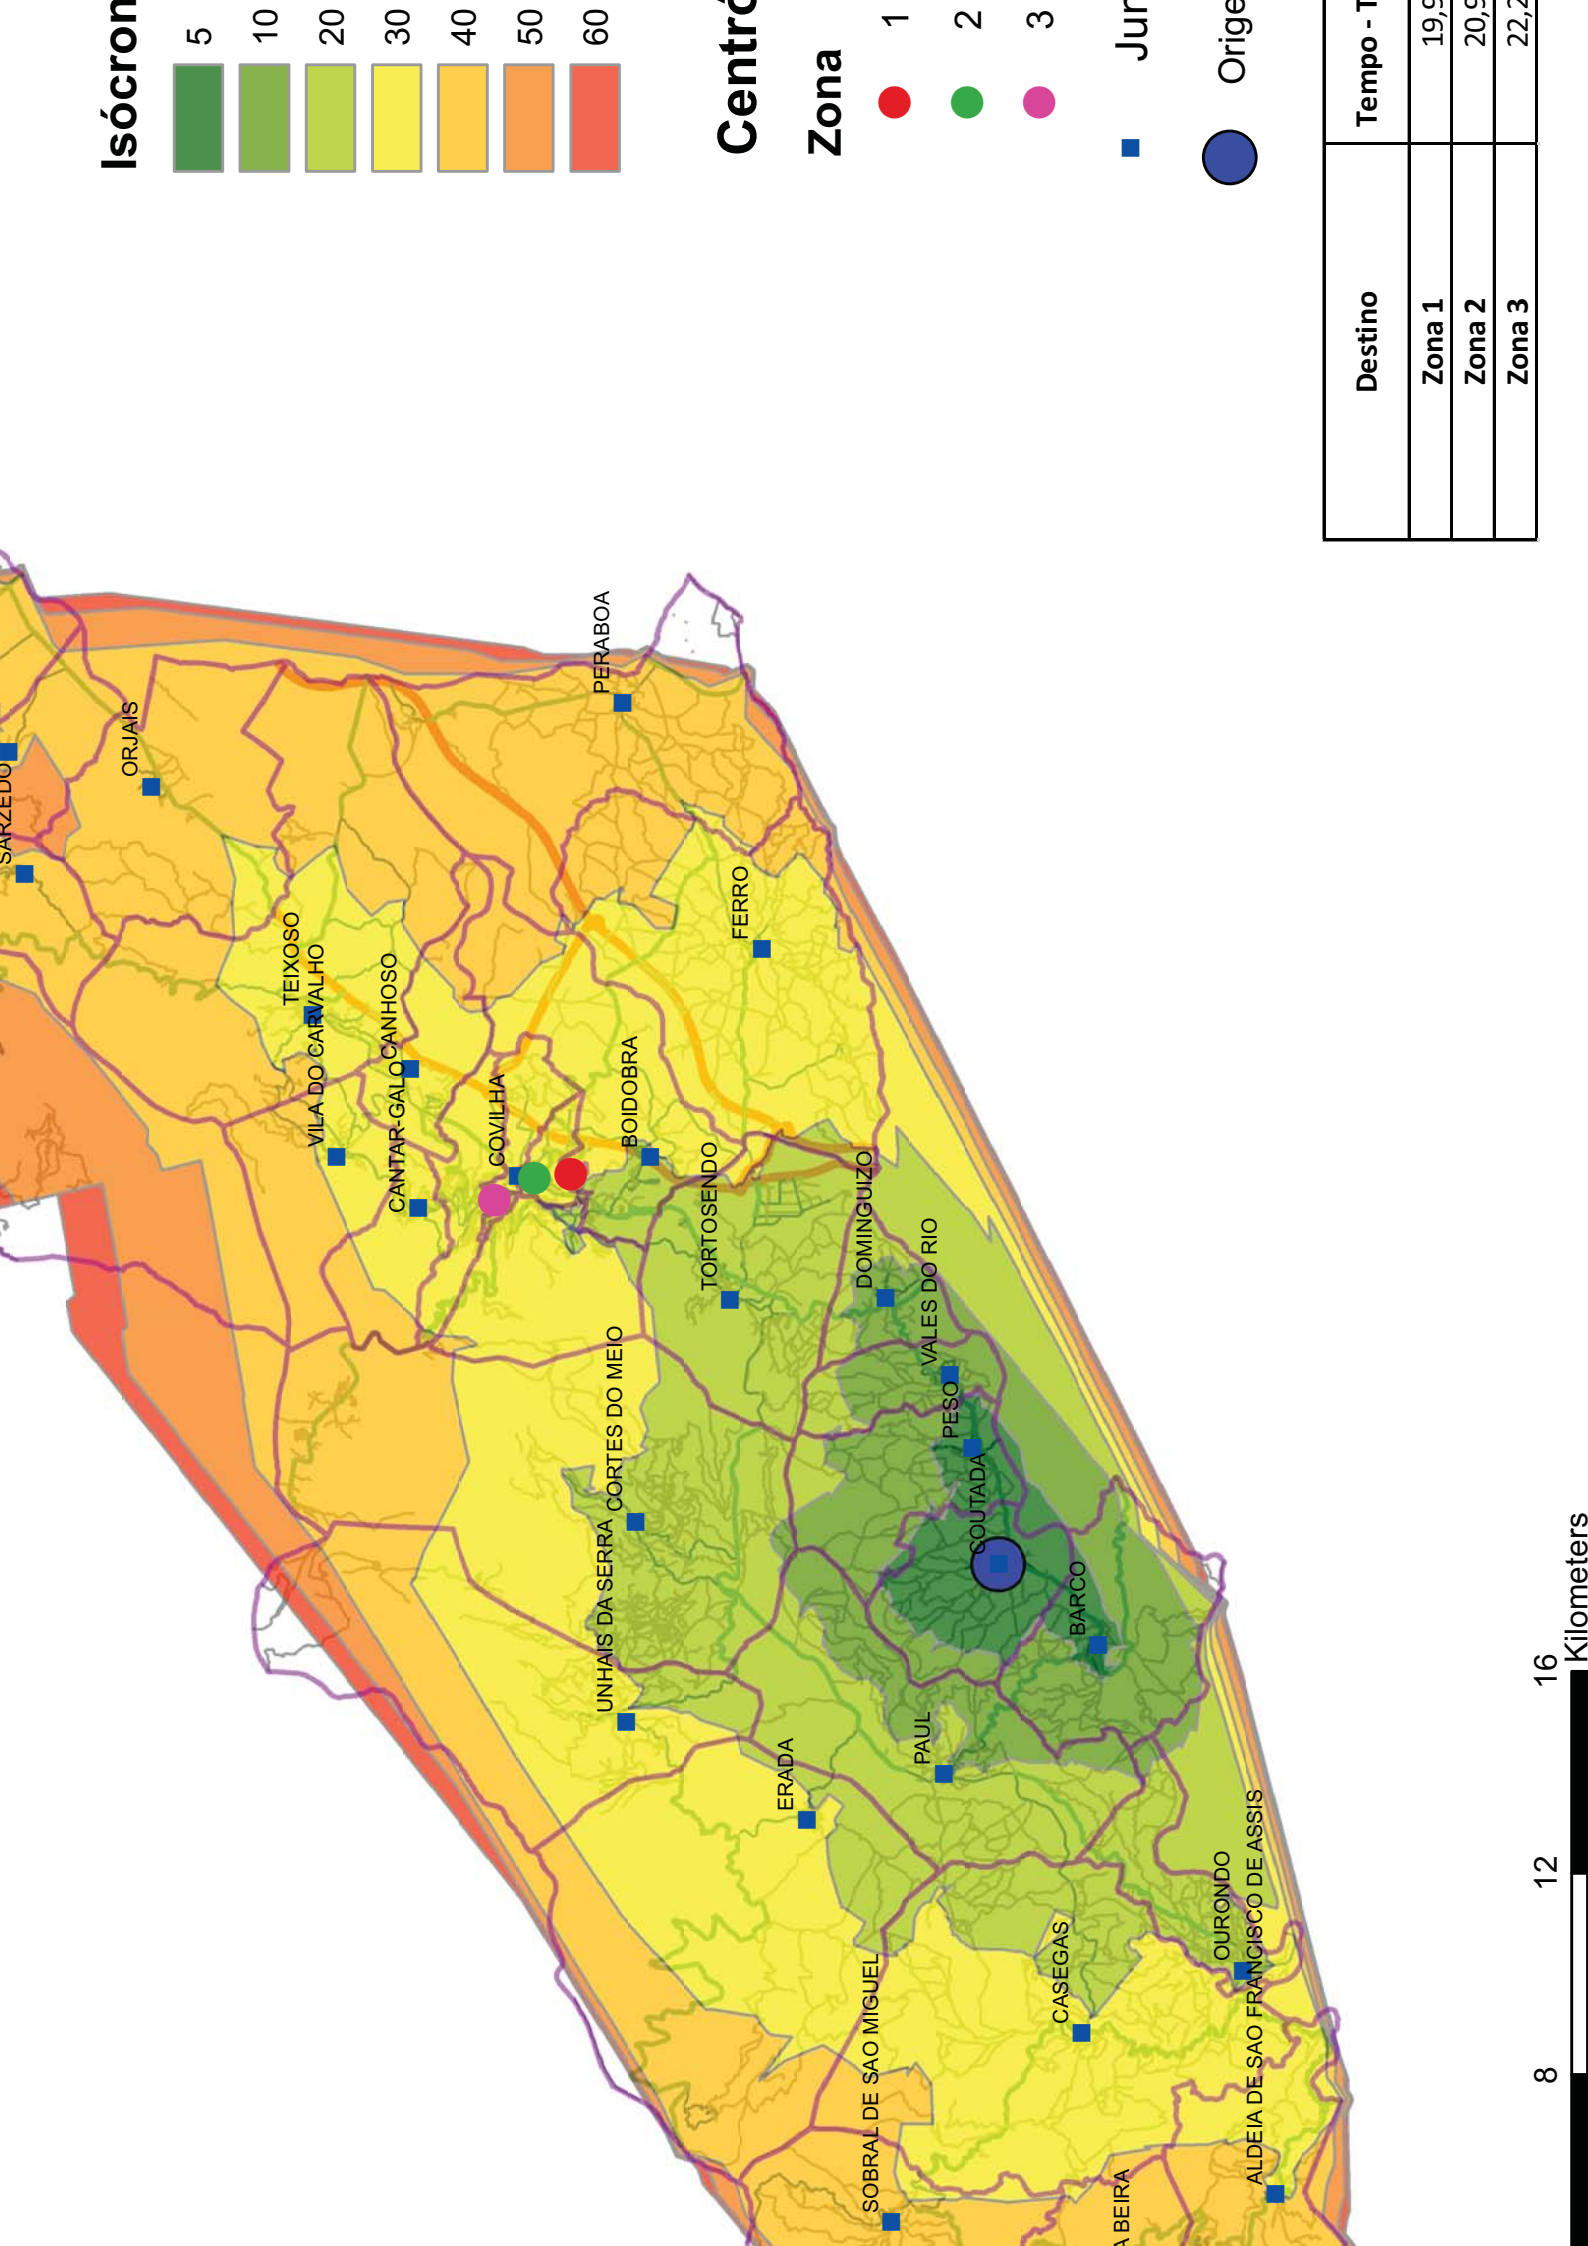 Isócron
5
10
20
30
40
50
60
Centró
Zona
1
2
3
Jun
Orige
Destino
Tempo - T
Zona 1
19,9
Zona 2
20,9
Zona 3
22,2
SARZEDO
ORJAIS
PERABOA
TEIXOSO
VILA DO CARVALHO
CANHOSO
CANTAR-GALO
COVILHA
BOIDOBRA
FERRO
TORTOSENDO
DOMINGUIZO
VALES DO RIO
PESO
COUTADA
BARCO
CORTES DO MEIO
UNHAIS DA SERRA
ERADA
PAUL
OURONDO
CASEGAS
SOBRAL DE SAO MIGUEL
ALDEIA DE SAO FRANCISCO DE ASSIS
A BEIRA
8
12
16
Kilometers